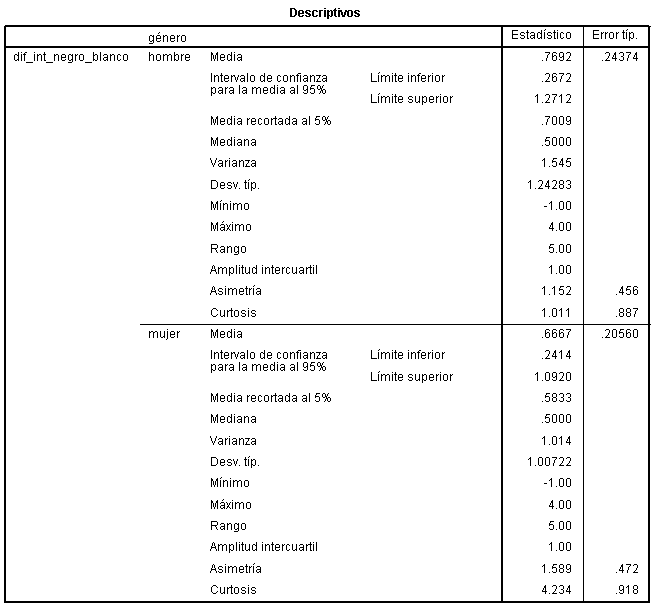 Descriptivos
género Estadístico Error típ.
dif_int_negro_blanco hombre Media .7692 .24374
Intervalo de confianza para la media al 95% Límite inferior .2672
Límite superior 1.2712
Media recortada al 5% .7009
Mediana .5000
Varianza 1.545
Desv. típ. 1.24283
Mínimo -1.00
Máximo 4.00
Rango 5.00
Amplitud intercuartil 1.00
Asimetría 1.152 .456
Curtosis 1.011 .887
mujer Media .6667 .20560
Intervalo de confianza para la media al 95% Límite inferior .2414
Límite superior 1.0920
Media recortada al 5% .5833
Mediana .5000
Varianza 1.014
Desv. típ. 1.00722
Mínimo -1.00
Máximo 4.00
Rango 5.00
Amplitud intercuartil 1.00
Asimetría 1.589 .472
Curtosis 4.234 .918